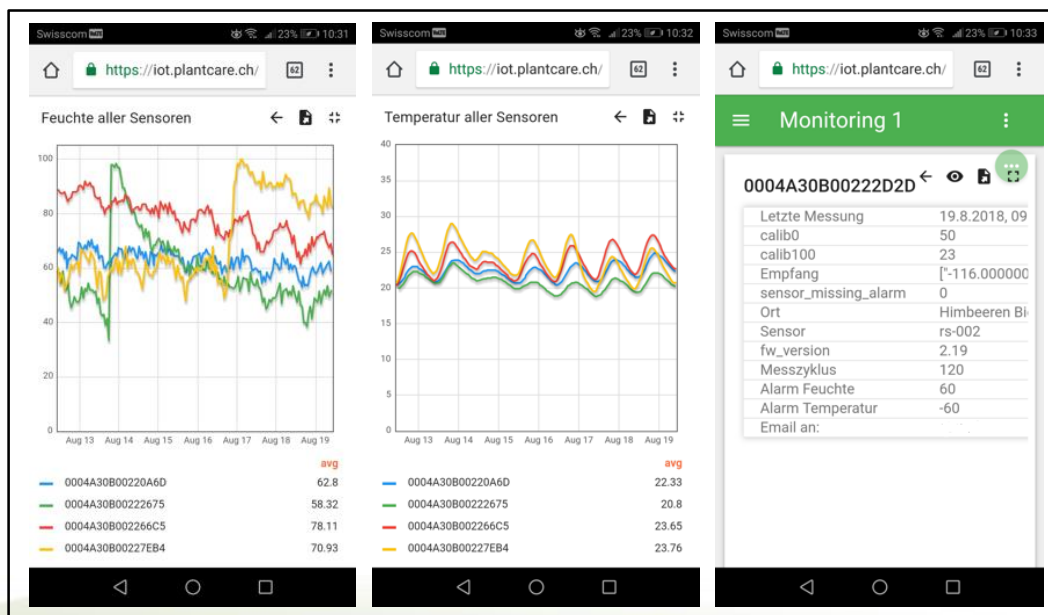 Swisscom 23% 10:31
https://iot.plantcare.ch/ 62
Feuchte aller Sensoren
100
80
60
40
20
0
Aug 13 Aug 14 Aug 15 Aug 16 Aug 17 Aug 18 Aug 19
avg
0004A30B00220A6D 62.8
0004A30B00222675 58.32
0004A30B002266C5 78.11
0004A30B00227EB4 70.93
Swisscom 23% 10:32
https://iot.plantcare.ch/ 62
Temperatur aller Sensoren
40
35
30
25
20
15
10
5
0
Aug 13 Aug 14 Aug 15 Aug 16 Aug 17 Aug 18 Aug 19
avg
0004A30B00220A6D 22.33
0004A30B00222675 20.8
0004A30B002266C5 23.65
0004A30B00227EB4 23.76
Swisscom 23% 10:33
https://iot.plantcare.ch/ 62
Monitoring 1
0004A30B00222D2D
Letzte Messung 19.8.2018, 09
calib0 50
calib100 23
Empfang ["-116.000000
sensor_missing_alarm 0
Ort Himbeeren Bi
Sensor rs-002
fw_version 2.19
Messzyklus 120
Alarm Feuchte 60
Alarm Temperatur -60
Email an: